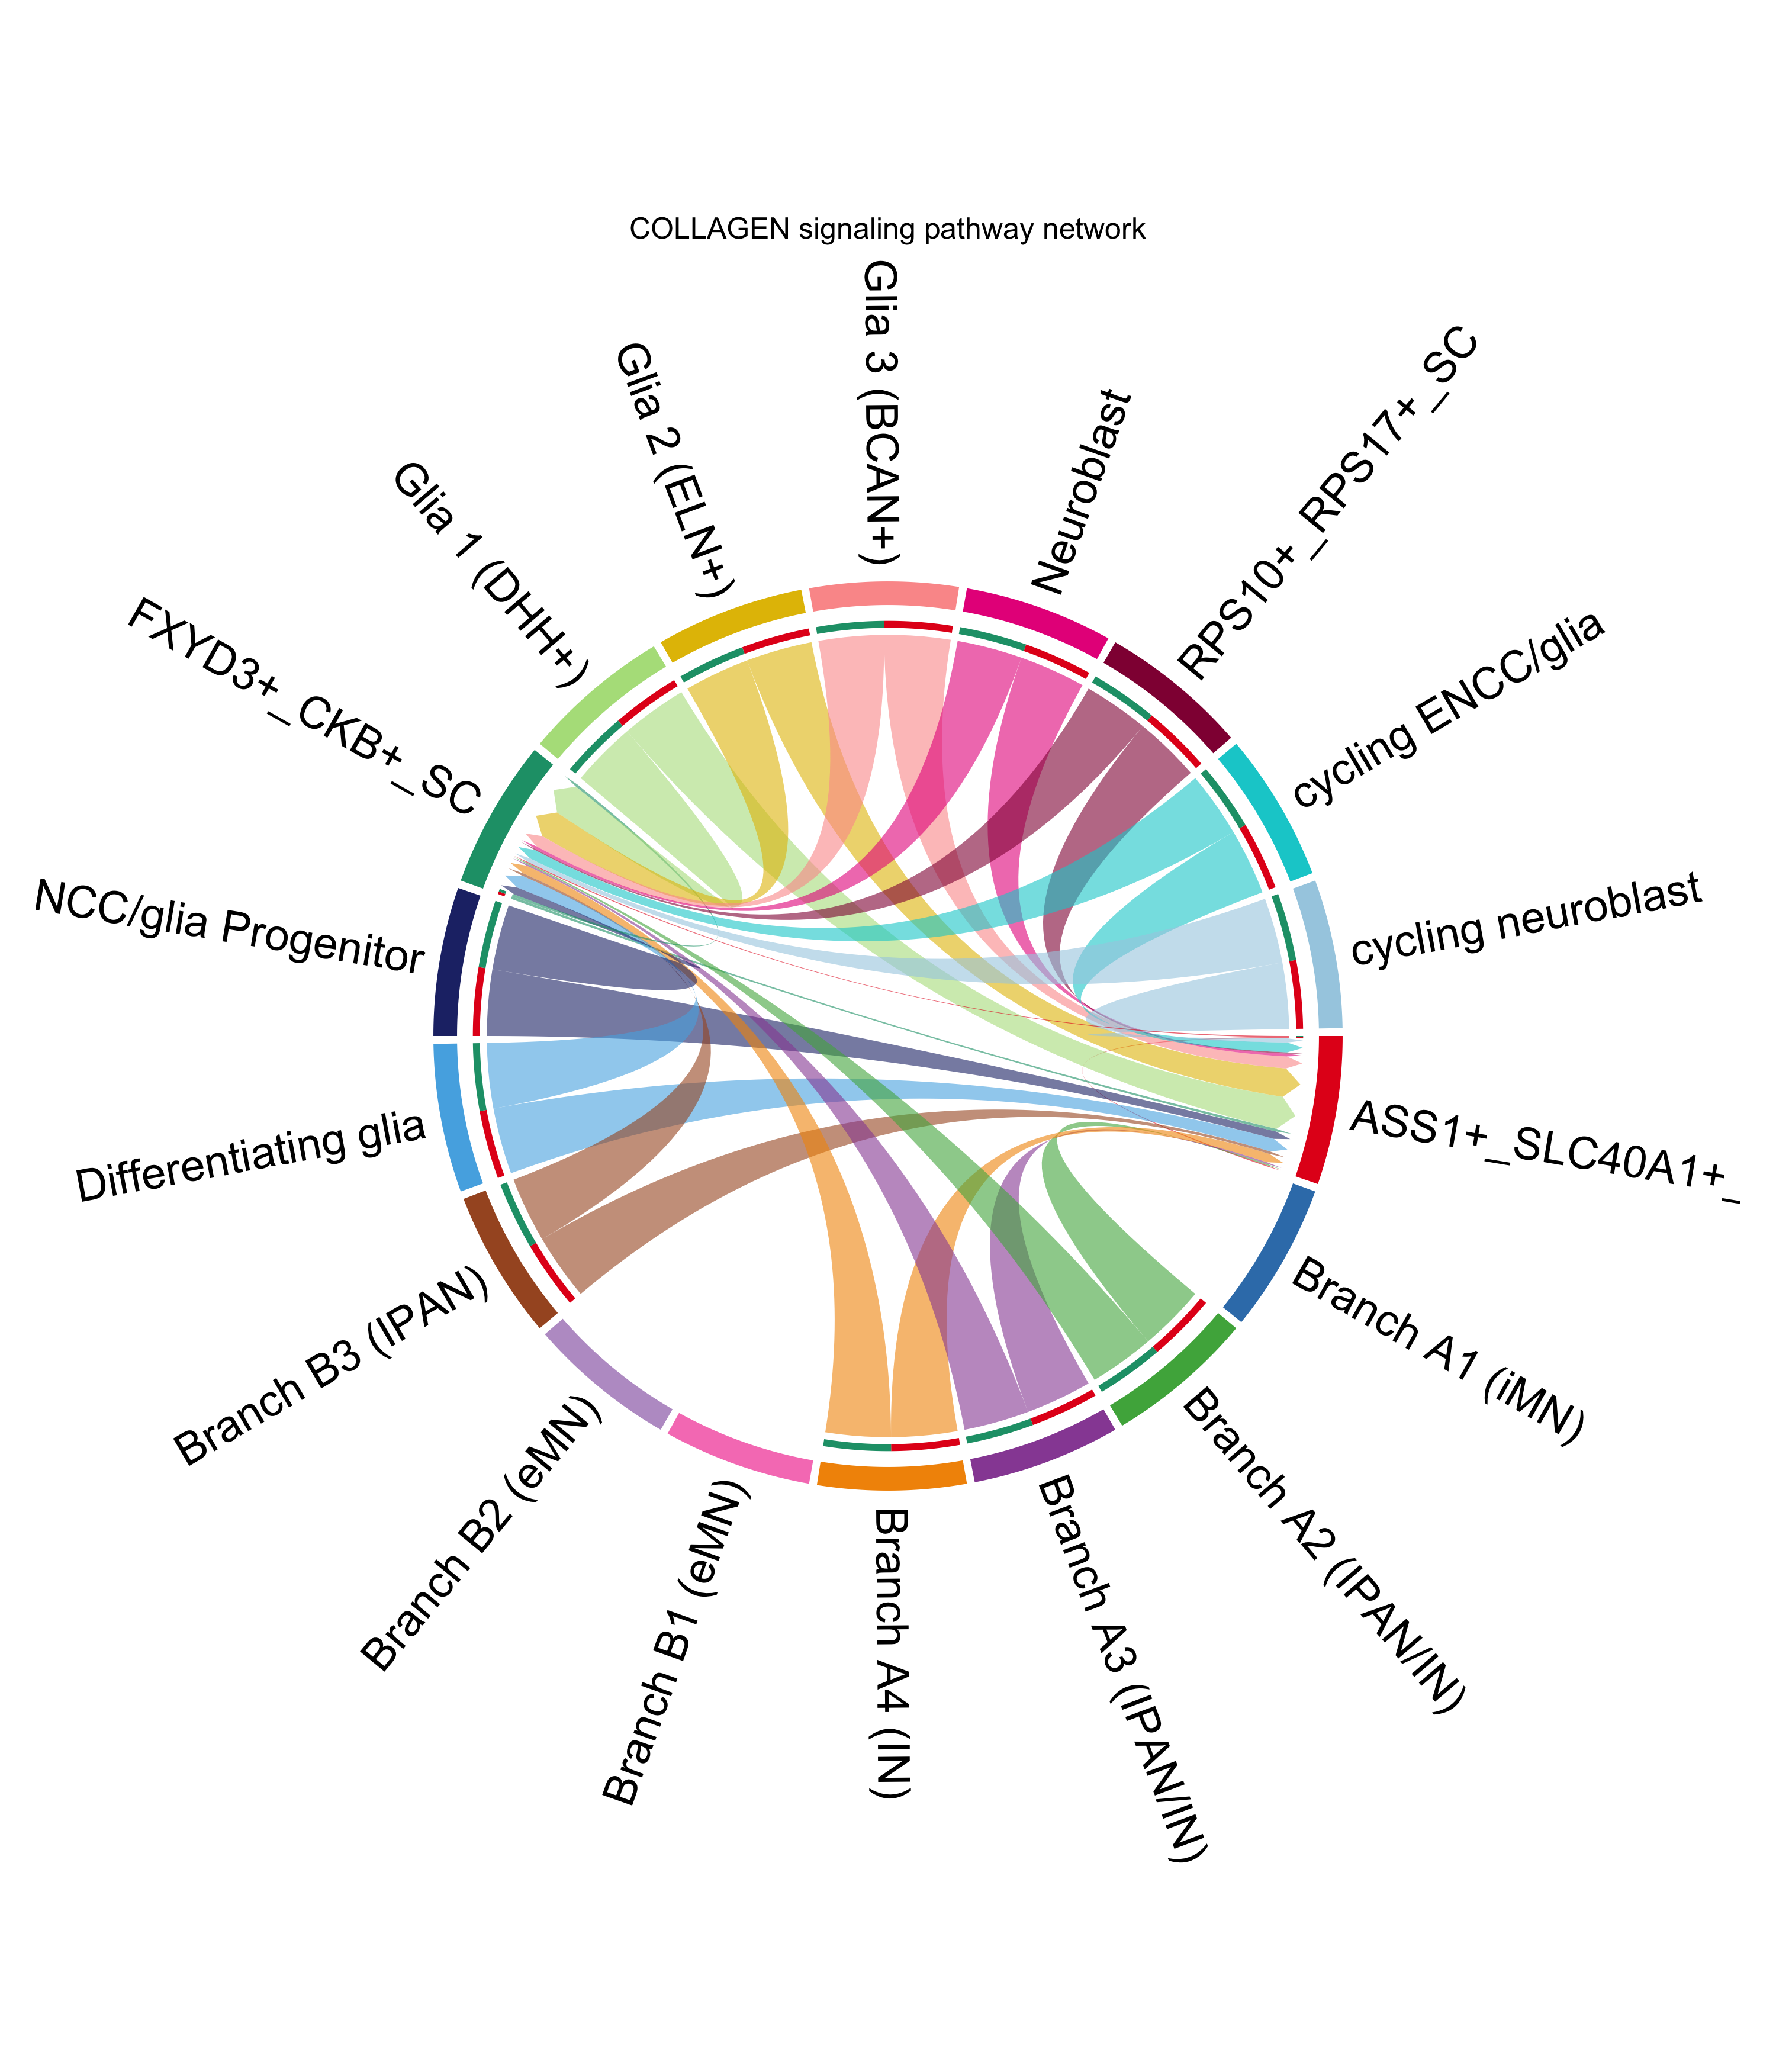 COLLAGEN signaling pathway network
Glia 3 (BCAN+)
Neuroblast
RPS10+_RPS17+_SC
cycling ENCC/glia
cycling neuroblast
ASS1+_SLC40A1+_
Branch A1 (iMN)
Branch A2 (IPAN/IN)
Branch A3 (IPAN/IN)
Branch A4 (IN)
Branch B1 (eMN)
Branch B2 (eMN)
Branch B3 (IPAN)
Differentiating glia
NCC/glia Progenitor
FXYD3+_CKB+_SC
Glia 1 (DHH+)
Glia 2 (ELN+)